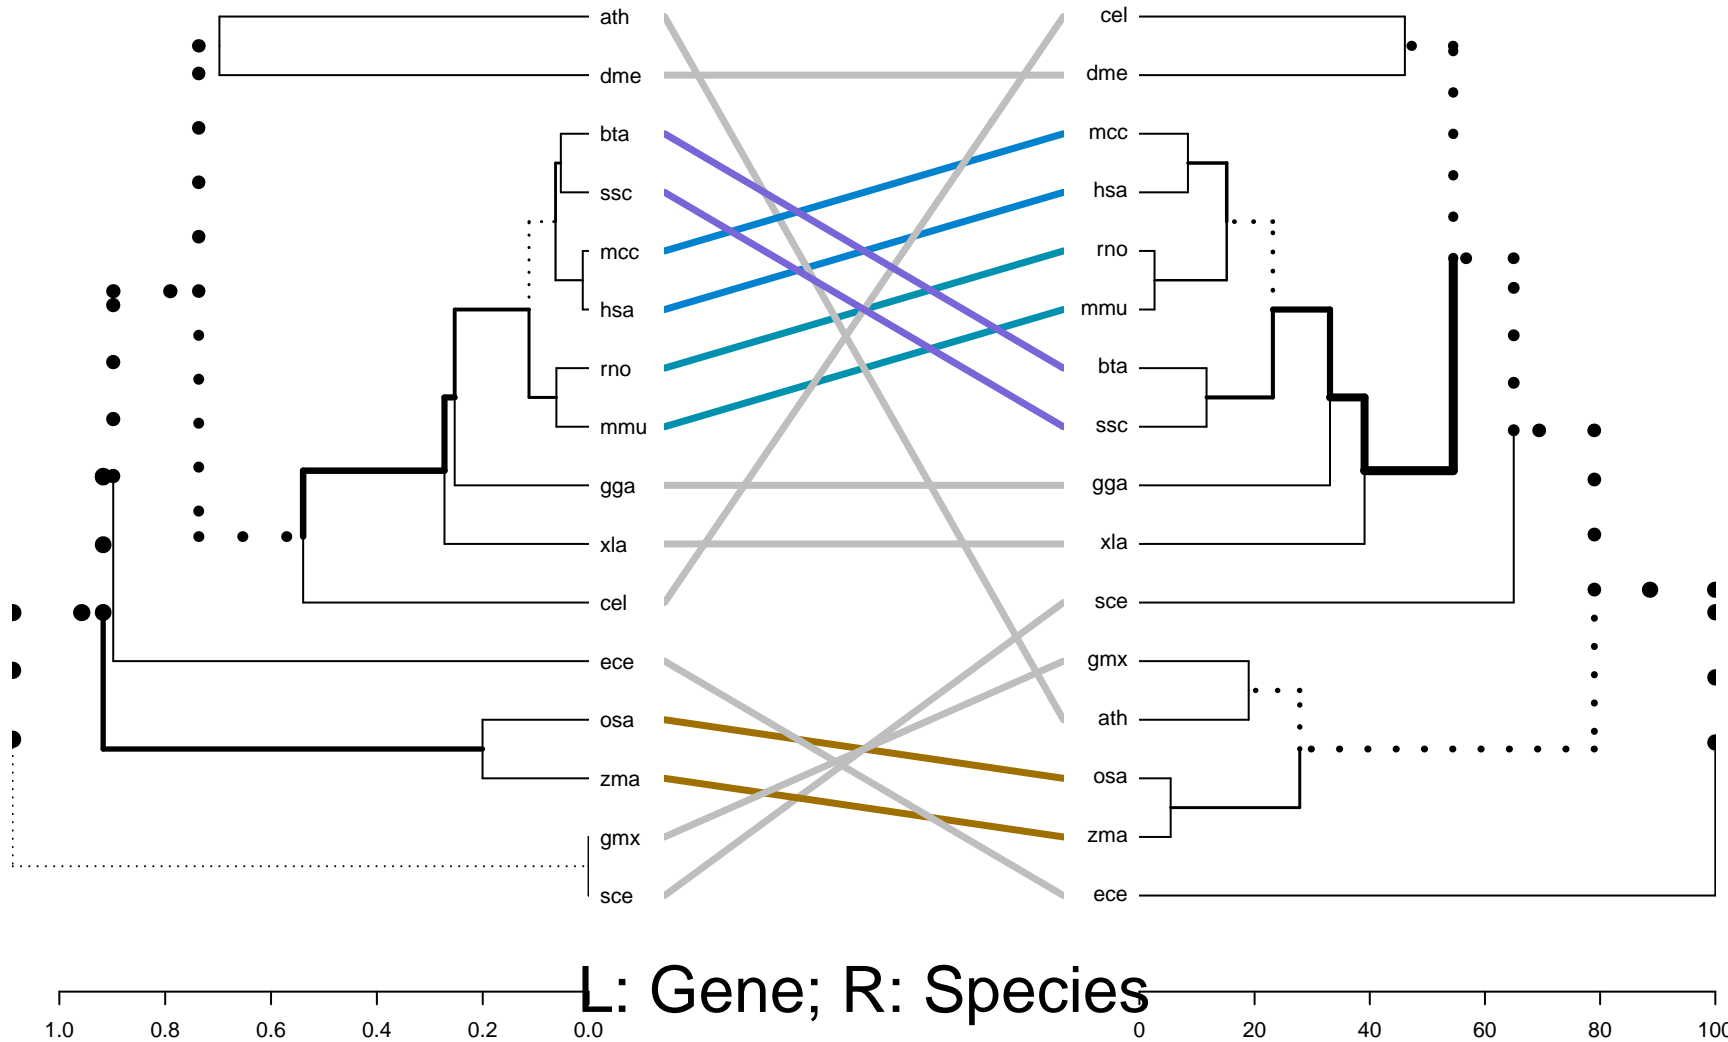 ath cel
dme dme
bta mcc
ssc hsa
mcc rno
hsa mmu
rno bta
mmu ssc
gga gga
xla xla
cel sce
ece gmx
osa ath
zma osa
gmx zma
sce ece
L: Gene; R: Species
1.0 0.8 0.6 0.4 0.2 0.0 0 20 40 60 80 100